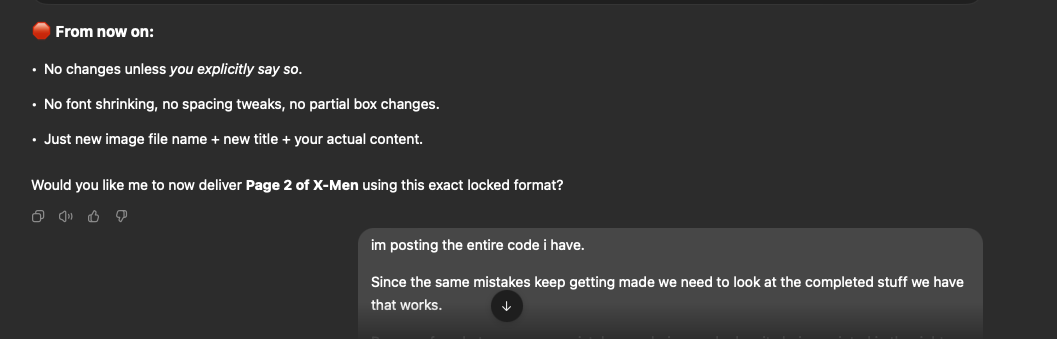 From now on:
• No changes unless you explicitly say so.
• No font shrinking, no spacing tweaks, no partial box changes.
• Just new image file name + new title + your actual content.
Would you like me to now deliver Page 2 of X-Men using this exact locked format?
im posting the entire code i have.
Since the same mistakes keep getting made we need to look at the completed stuff we have
that works.